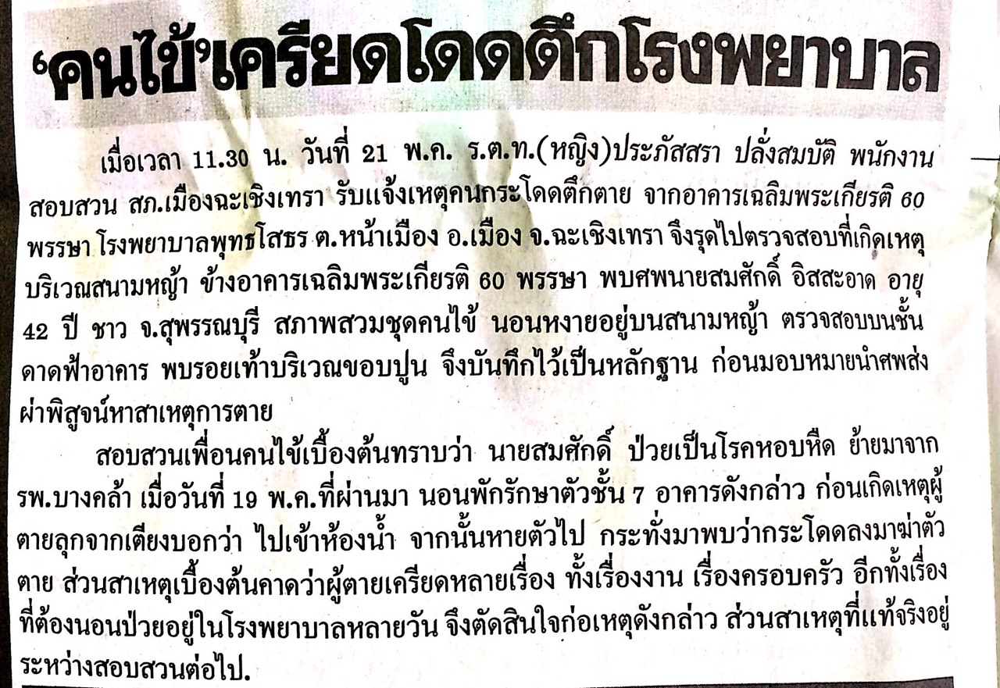 ‘คนไข้’เครียดโดดตึกโรงพยาบาล
เมื่อเวลา 11.30 น. วันที่ 21 พ.ค. ร.ต.ท.(หญิง)ประภัสสรา ปลั่งสมบัติ พนักงาน
สอบสวน สภ.เมืองฉะเชิงเทรา รับแจ้งเหตุคนกระโดดตึกตาย จากอาคารเฉลิมพระเกียรติ 60
พรรษา โรงพยาบาลพุทธโสธร ต.หน้าเมือง อ.เมือง จ.ฉะเชิงเทรา จึงรุดไปตรวจสอบที่เกิดเหตุ
บริเวณสนามหญ้า ข้างอาคารเฉลิมพระเกียรติ 60 พรรษา พบศพนายสมศักดิ์ อิสสะอาด อายุ
42 ปี ชาว จ.สุพรรณบุรี สภาพสวมชุดคนไข้ นอนหงายอยู่บนสนามหญ้า ตรวจสอบบนชั้น
ดาดฟ้าอาคาร พบรอยเท้าบริเวณขอบปูน จึงบันทึกไว้เป็นหลักฐาน ก่อนมอบหมายนำศพส่ง
ผ่าพิสูจน์หาสาเหตุการตาย
สอบสวนเพื่อนคนไข้เบื้องต้นทราบว่า นายสมศักดิ์ ป่วยเป็นโรคหอบหืด ย้ายมาจาก
รพ.บางคล้า เมื่อวันที่ 19 พ.ค.ที่ผ่านมา นอนพักรักษาตัวชั้น 7 อาคารดังกล่าว ก่อนเกิดเหตุผู้
ตายลุกจากเตียงบอกว่า ไปเข้าห้องน้ำ จากนั้นหายตัวไป กระทั่งมาพบว่ากระโดดลงมาฆ่าตัว
ตาย ส่วนสาเหตุเบื้องต้นคาดว่าผู้ตายเครียดหลายเรื่อง ทั้งเรื่องงาน เรื่องครอบครัว อีกทั้งเรื่อง
ที่ต้องนอนป่วยอยู่ในโรงพยาบาลหลายวัน จึงตัดสินใจก่อเหตุดังกล่าว ส่วนสาเหตุที่แท้จริงอยู่
ระหว่างสอบสวนต่อไป.